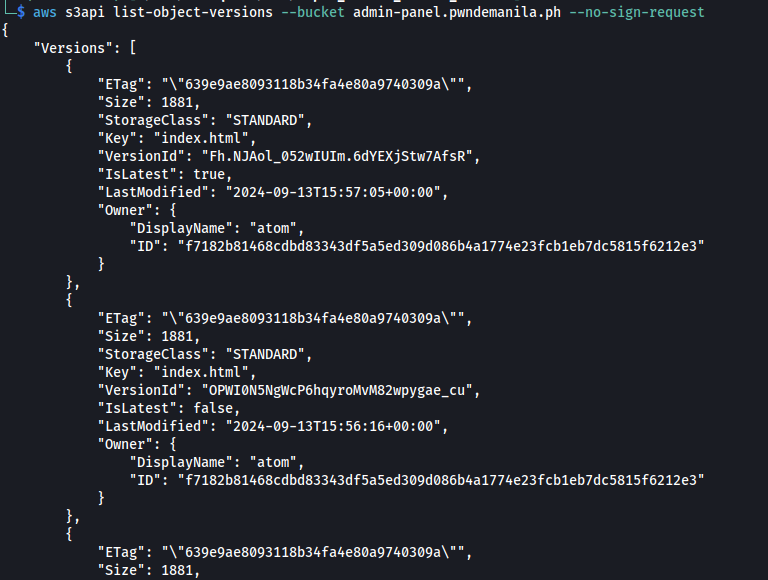 $ aws s3api list-object-versions --bucket admin-panel.pwndemanila.ph --no-sign-request
{
    "Versions": [
        {
            "ETag": "\"639e9ae8093118b34fa4e80a9740309a\"",
            "Size": 1881,
            "StorageClass": "STANDARD",
            "Key": "index.html",
            "VersionId": "Fh.NJAol_052wIUIm.6dYEXjStw7AfsR",
            "IsLatest": true,
            "LastModified": "2024-09-13T15:57:05+00:00",
            "Owner": {
                "DisplayName": "atom",
                "ID": "f7182b81468cdbd83343df5a5ed309d086b4a1774e23fcb1eb7dc5815f6212e3"
            }
        },
        {
            "ETag": "\"639e9ae8093118b34fa4e80a9740309a\"",
            "Size": 1881,
            "StorageClass": "STANDARD",
            "Key": "index.html",
            "VersionId": "OPWI0N5NgWcP6hqyroMvM82wpygae_cu",
            "IsLatest": false,
            "LastModified": "2024-09-13T15:56:16+00:00",
            "Owner": {
                "DisplayName": "atom",
                "ID": "f7182b81468cdbd83343df5a5ed309d086b4a1774e23fcb1eb7dc5815f6212e3"
            }
        },
        {
            "ETag": "\"639e9ae8093118b34fa4e80a9740309a\"",
            "Size": 1881,